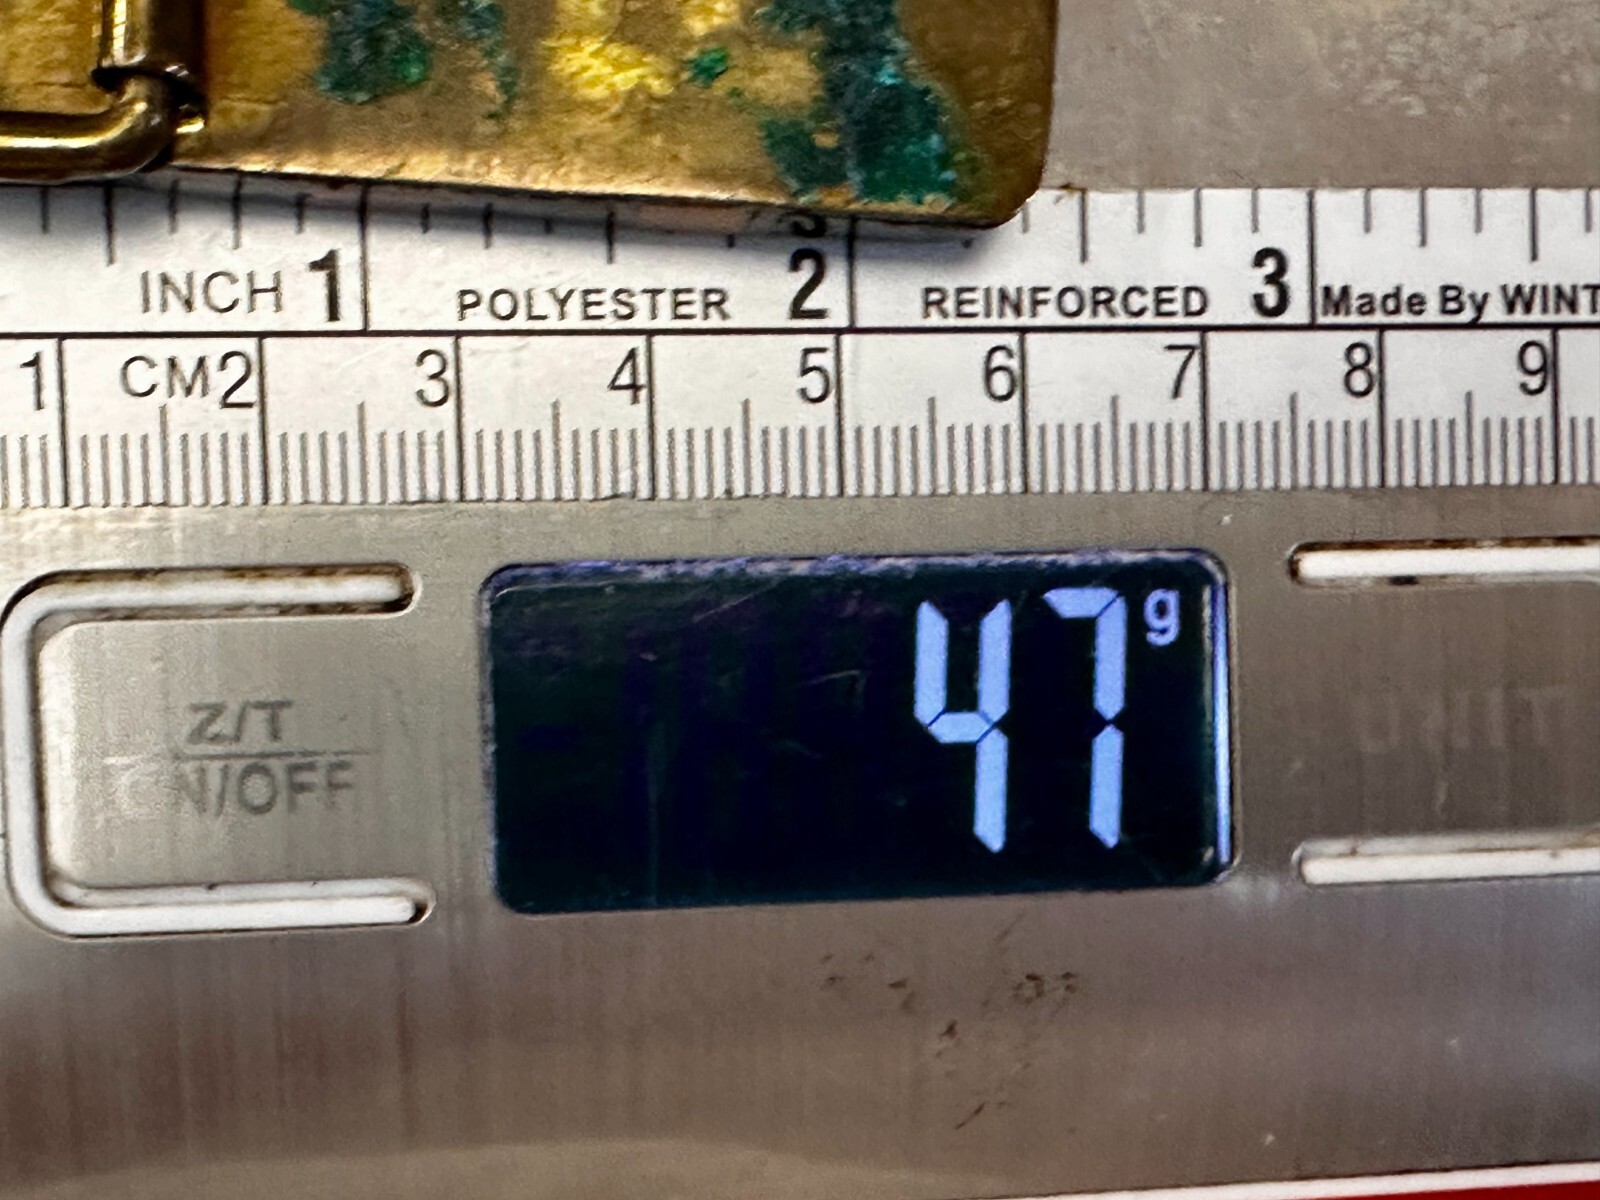 INCH 1 POLYESTER 2 REINFORCED 3 Made By WINT
1 CM 2 3 4 5 6 7 8 9
47 g
Z/T
N/OFF
UNIT